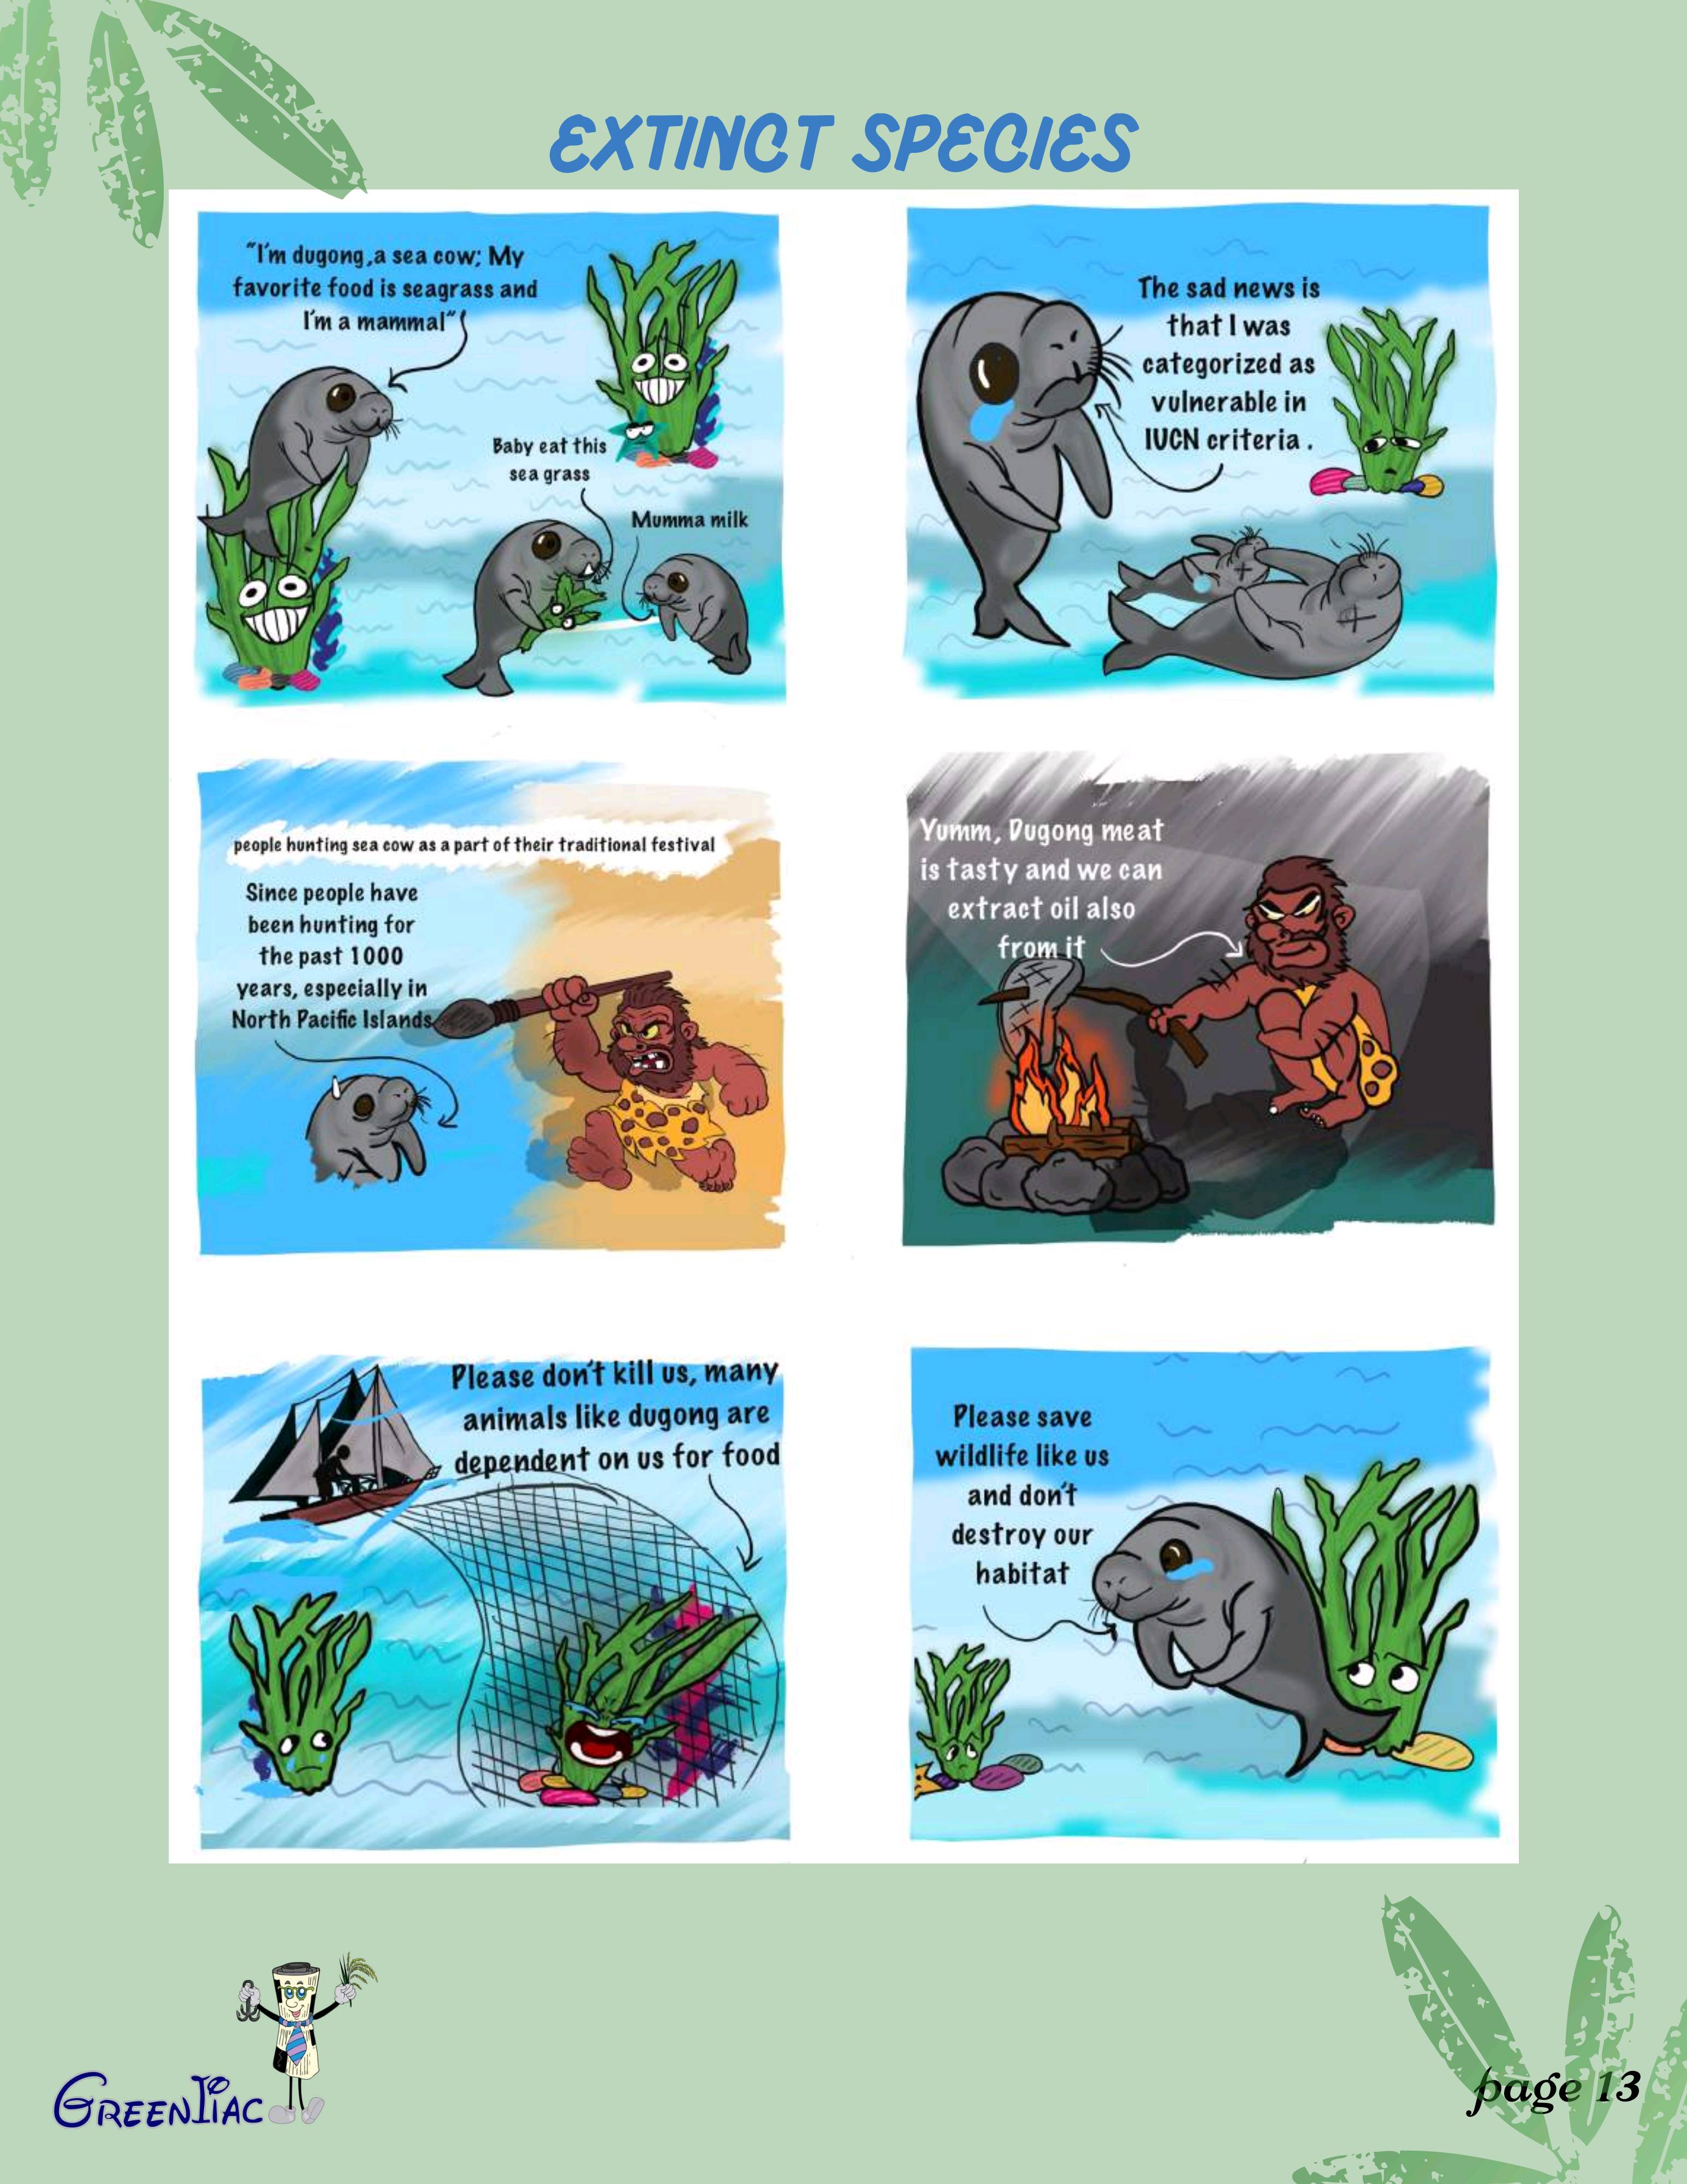 EXTINCT SPECIES
"I'm dugong,a sea cow; My
favorite food is seagrass and
I'm a mammal"
Baby eat this
sea grass
Mumma milk
The sad news is
that I was
categorized as
vulnerable in
IUCN criteria .
people hunting sea cow as a part of their traditional festival
Since people have
been hunting for
the past 1000
years, especially in
North Pacific Islands
Yumm, Dugong meat
is tasty and we can
extract oil also
from it
Please don't kill us, many
animals like dugong are
dependent on us for food
Please save
wildlife like us
and don't
destroy our
habitat
GREENIIAC
page 13